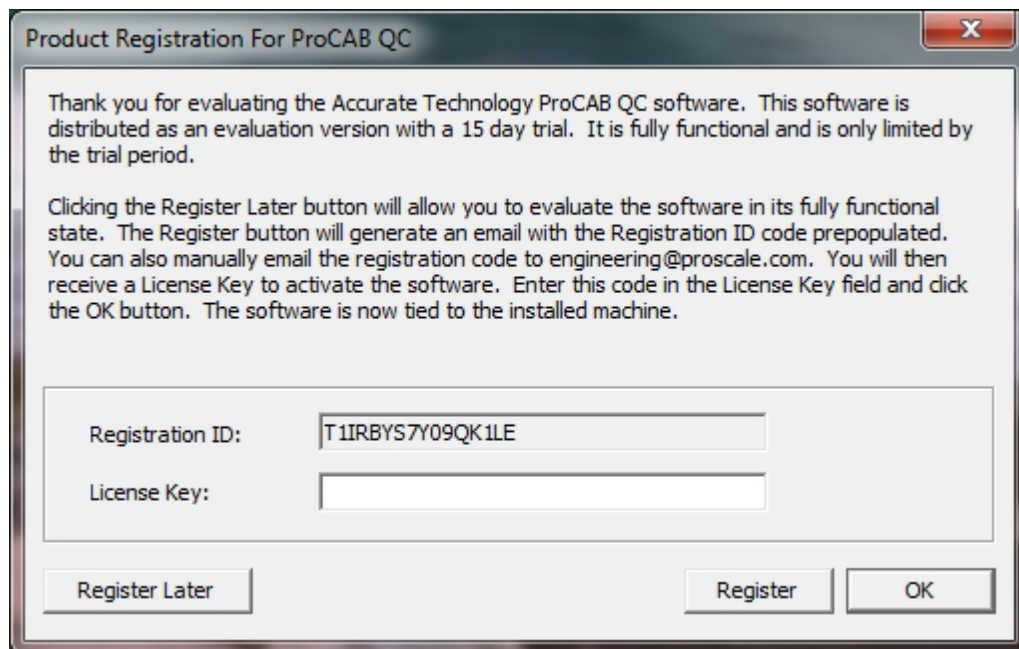 Product Registration For ProCAB QC
Thank you for evaluating the Accurate Technology ProCAB QC software.  This software is
distributed as an evaluation version with a 15 day trial.  It is fully functional and is only limited by
the trial period.
Clicking the Register Later button will allow you to evaluate the software in its fully functional
state.  The Register button will generate an email with the Registration ID code prepopulated.
You can also manually email the registration code to engineering@proscale.com.  You will then
receive a License Key to activate the software.  Enter this code in the License Key field and click
the OK button.  The software is now tied to the installed machine.
Registration ID: T1IRBYS7Y09QK1LE
License Key:
Register Later Register OK